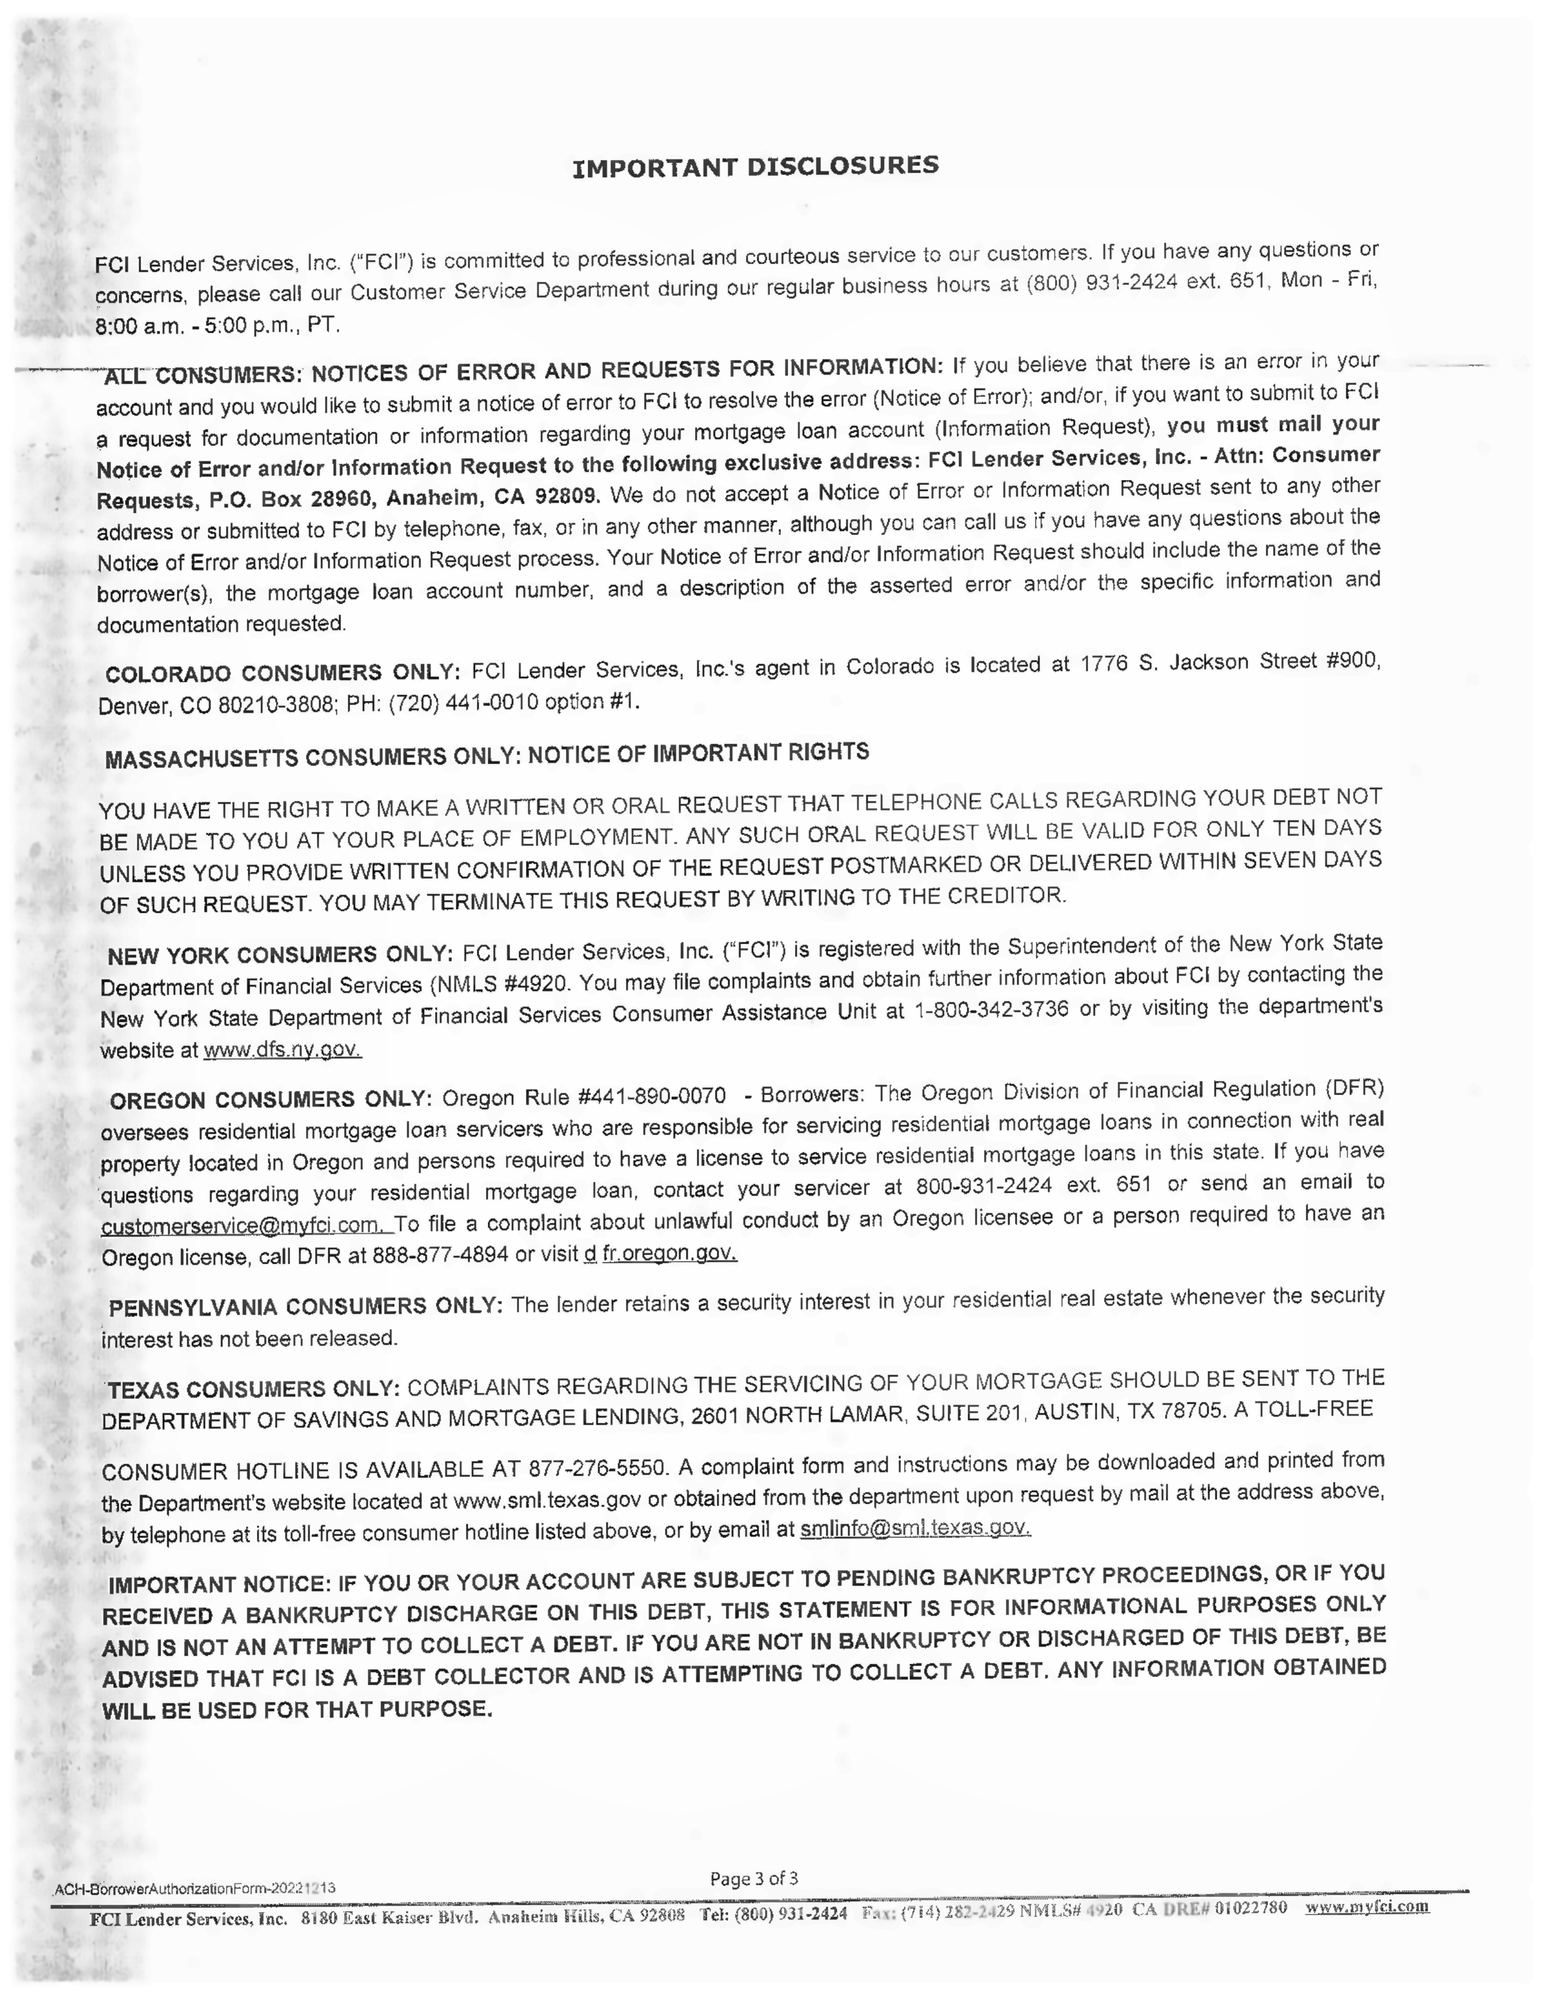 IMPORTANT DISCLOSURES
FCI Lender Services, Inc. (“FCI”) is committed to professional and courteous service to our customers. If you have any questions or
concerns, please call our Customer Service Department during our regular business hours at (800) 931-2424 ext. 651, Mon - Fri,
8:00 a.m. - 5:00 p.m., PT.
ALL CONSUMERS: NOTICES OF ERROR AND REQUESTS FOR INFORMATION: If you believe that there is an error in your
account and you would like to submit a notice of error to FCI to resolve the error (Notice of Error); and/or, if you want to submit to FCI
a request for documentation or information regarding your mortgage loan account (Information Request), you must mail your
Notice of Error and/or Information Request to the following exclusive address: FCI Lender Services, Inc. - Attn: Consumer
Requests, P.O. Box 28960, Anaheim, CA 92809. We do not accept a Notice of Error or Information Request sent to any other
address or submitted to FCI by telephone, fax, or in any other manner, although you can call us if you have any questions about the
Notice of Error and/or Information Request process. Your Notice of Error and/or Information Request should include the name of the
borrower(s), the mortgage loan account number, and a description of the asserted error and/or the specific information and
documentation requested.
COLORADO CONSUMERS ONLY: FCI Lender Services, Inc.'s agent in Colorado is located at 1776 S. Jackson Street #900,
Denver, CO 80210-3808; PH: (720) 441-0010 option #1.
MASSACHUSETTS CONSUMERS ONLY: NOTICE OF IMPORTANT RIGHTS
YOU HAVE THE RIGHT TO MAKE A WRITTEN OR ORAL REQUEST THAT TELEPHONE CALLS REGARDING YOUR DEBT NOT
BE MADE TO YOU AT YOUR PLACE OF EMPLOYMENT. ANY SUCH ORAL REQUEST WILL BE VALID FOR ONLY TEN DAYS
UNLESS YOU PROVIDE WRITTEN CONFIRMATION OF THE REQUEST POSTMARKED OR DELIVERED WITHIN SEVEN DAYS
OF SUCH REQUEST. YOU MAY TERMINATE THIS REQUEST BY WRITING TO THE CREDITOR.
NEW YORK CONSUMERS ONLY: FCI Lender Services, Inc. (“FCI”) is registered with the Superintendent of the New York State
Department of Financial Services (NMLS #4920. You may file complaints and obtain further information about FCI by contacting the
New York State Department of Financial Services Consumer Assistance Unit at 1-800-342-3736 or by visiting the department's
website at www.dfs.ny.gov.
OREGON CONSUMERS ONLY: Oregon Rule #441-890-0070 - Borrowers: The Oregon Division of Financial Regulation (DFR)
oversees residential mortgage loan servicers who are responsible for servicing residential mortgage loans in connection with real
property located in Oregon and persons required to have a license to service residential mortgage loans in this state. If you have
questions regarding your residential mortgage loan, contact your servicer at 800-931-2424 ext. 651 or send an email to
customerservice@myfci.com. To file a complaint about unlawful conduct by an Oregon licensee or a person required to have an
Oregon license, call DFR at 888-877-4894 or visit d fr.oregon.gov.
PENNSYLVANIA CONSUMERS ONLY: The lender retains a security interest in your residential real estate whenever the security
interest has not been released.
TEXAS CONSUMERS ONLY: COMPLAINTS REGARDING THE SERVICING OF YOUR MORTGAGE SHOULD BE SENT TO THE
DEPARTMENT OF SAVINGS AND MORTGAGE LENDING, 2601 NORTH LAMAR, SUITE 201, AUSTIN, TX 78705. A TOLL-FREE
CONSUMER HOTLINE IS AVAILABLE AT 877-276-5550. A complaint form and instructions may be downloaded and printed from
the Department's website located at www.sml.texas.gov or obtained from the department upon request by mail at the address above,
by telephone at its toll-free consumer hotline listed above, or by email at smlinfo@sml.texas.gov.
IMPORTANT NOTICE: IF YOU OR YOUR ACCOUNT ARE SUBJECT TO PENDING BANKRUPTCY PROCEEDINGS, OR IF YOU
RECEIVED A BANKRUPTCY DISCHARGE ON THIS DEBT, THIS STATEMENT IS FOR INFORMATIONAL PURPOSES ONLY
AND IS NOT AN ATTEMPT TO COLLECT A DEBT. IF YOU ARE NOT IN BANKRUPTCY OR DISCHARGED OF THIS DEBT, BE
ADVISED THAT FCI IS A DEBT COLLECTOR AND IS ATTEMPTING TO COLLECT A DEBT. ANY INFORMATION OBTAINED
WILL BE USED FOR THAT PURPOSE.
Page 3 of 3
ACH-BorrowerAuthorizationForm-20221213
FCI Lender Services, Inc. 8180 East Kaiser Blvd. Anaheim Hills, CA 92808 Tel: (800) 931-2424 Fax: (714) 282-2429 NMLS# 4920 CA DRE# 01022780 www.myfci.com